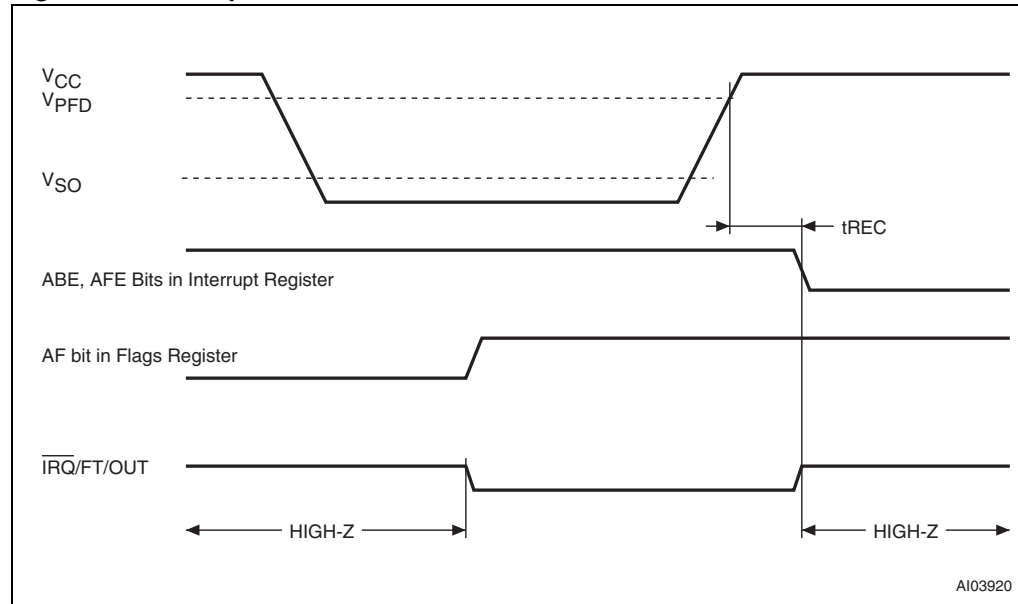 VCC
VPFD
VSO
tREC
ABE, AFE Bits in Interrupt Register
AF bit in Flags Register
IRQ/FT/OUT
HIGH-Z
HIGH-Z
AI03920